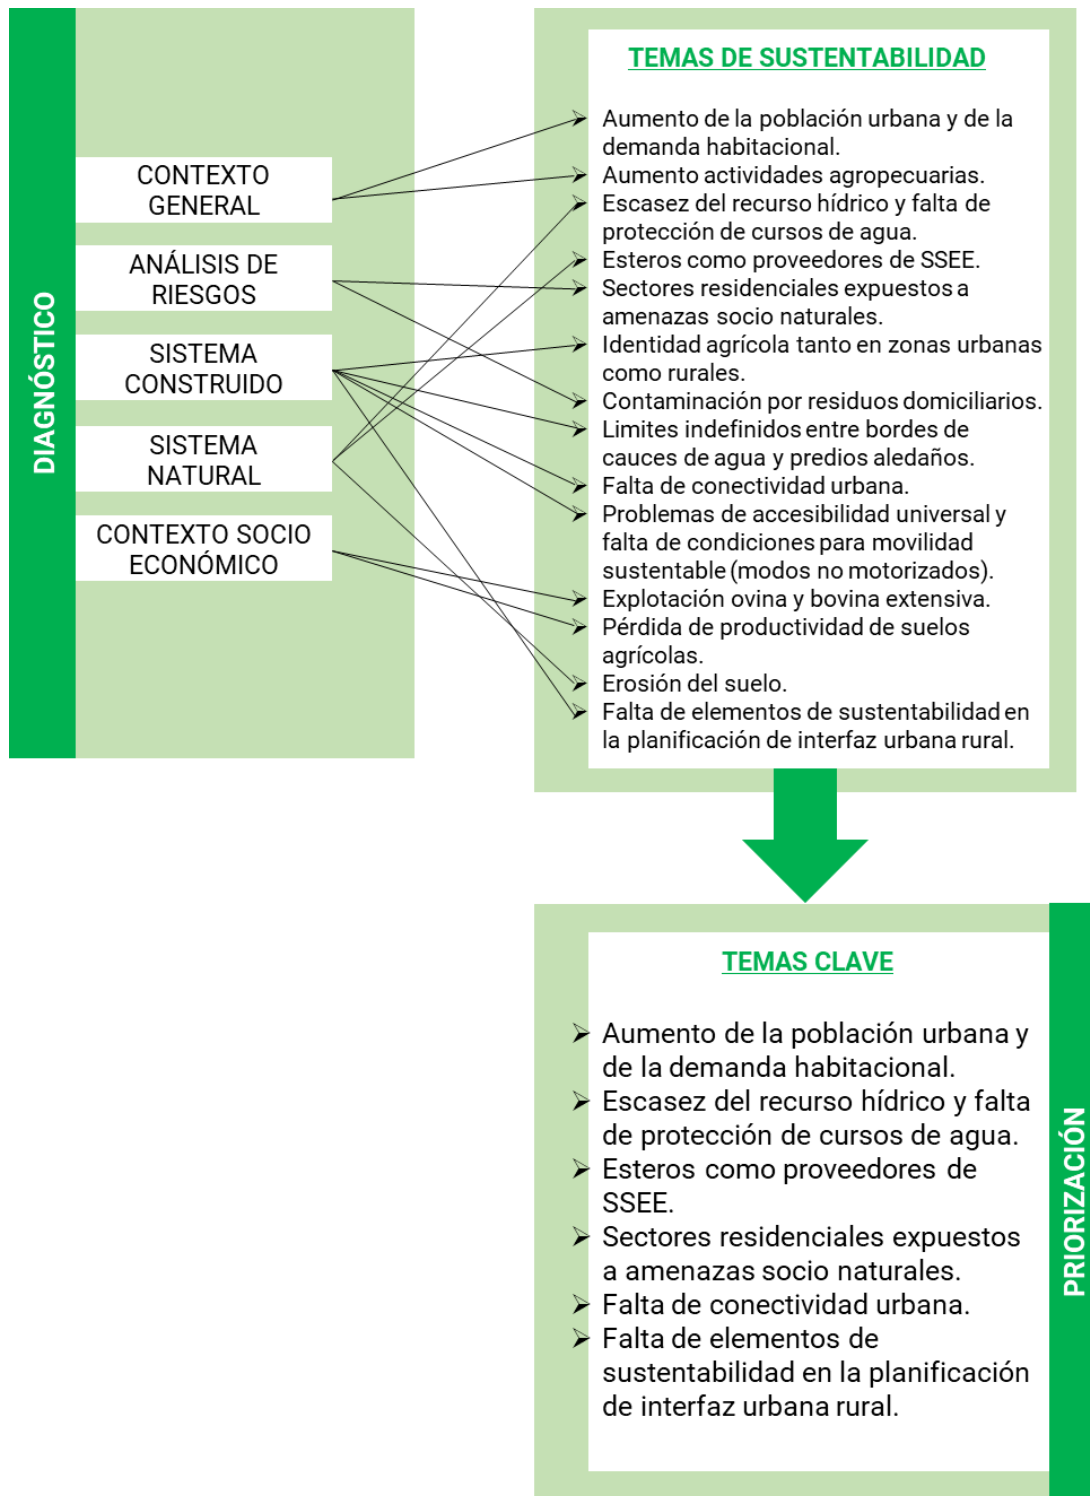 DIAGNÓSTICO
CONTEXTO
GENERAL
ANÁLISIS DE
RIESGOS
SISTEMA
CONSTRUIDO
SISTEMA
NATURAL
CONTEXTO SOCIO
ECONÓMICO
TEMAS DE SUSTENTABILIDAD
Aumento de la población urbana y de la
demanda habitacional.
Aumento actividades agropecuarias.
Escasez del recurso hídrico y falta de
protección de cursos de agua.
Esteros como proveedores de SSEE.
Sectores residenciales expuestos a
amenazas socio naturales.
Identidad agrícola tanto en zonas urbanas
como rurales.
Contaminación por residuos domiciliarios.
Limites indefinidos entre bordes de
cauces de agua y predios aledaños.
Falta de conectividad urbana.
Problemas de accesibilidad universal y
falta de condiciones para movilidad
sustentable (modos no motorizados).
Explotación ovina y bovina extensiva.
Pérdida de productividad de suelos
agrícolas.
Erosión del suelo.
Falta de elementos de sustentabilidad en
la planificación de interfaz urbana rural.
TEMAS CLAVE
Aumento de la población urbana y
de la demanda habitacional.
Escasez del recurso hídrico y falta
de protección de cursos de agua.
Esteros como proveedores de
SSEE.
Sectores residenciales expuestos
a amenazas socio naturales.
Falta de conectividad urbana.
Falta de elementos de
sustentabilidad en la planificación
de interfaz urbana rural.
PRIORIZACIÓN